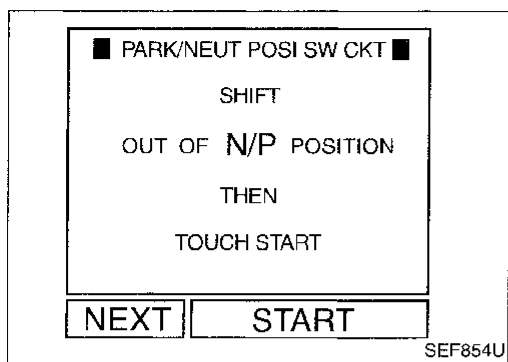 PARK/NEUT POSI SW CKT
SHIFT
OUT OF N/P POSITION
THEN
TOUCH START
NEXT START
SEF854U